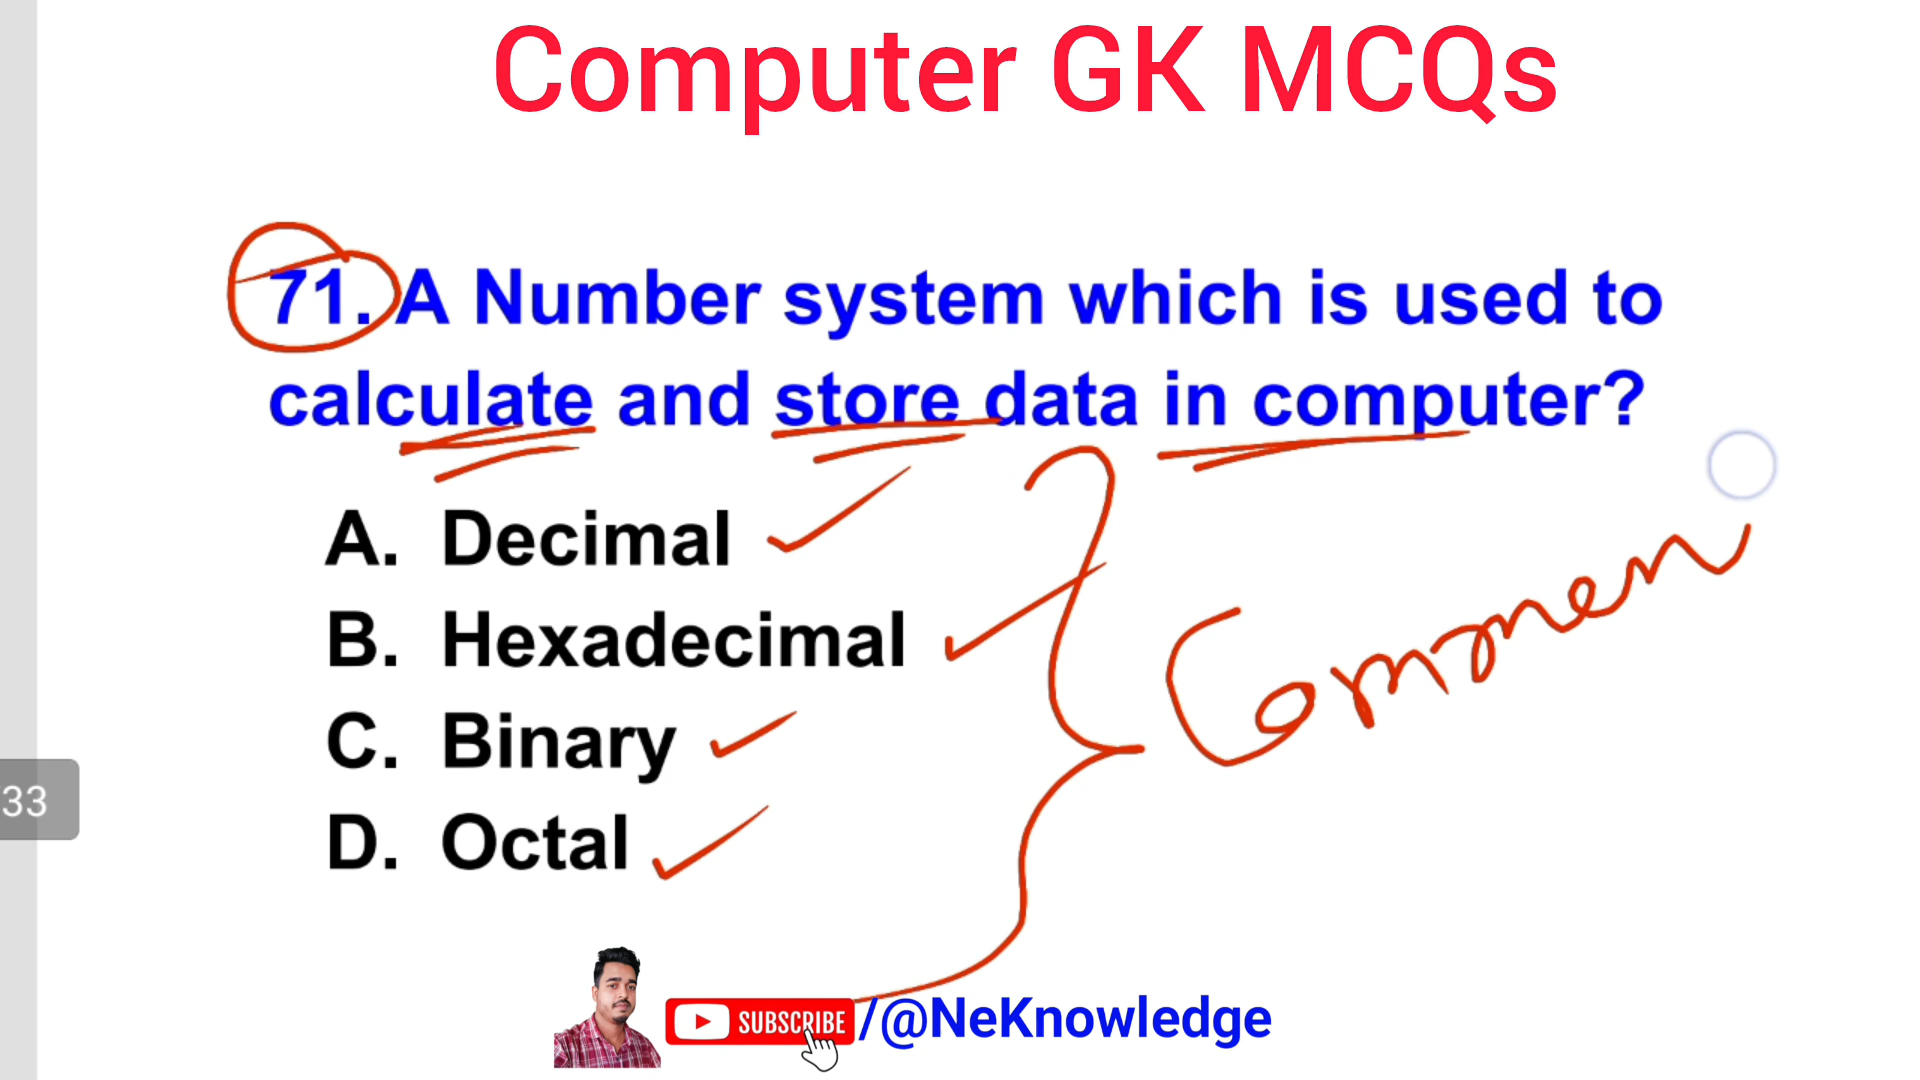 Computer GK MCQs
71. A Number system which is used to
calculate and store data in computer?
A. Decimal
B. Hexadecimal
C. Binary
D. Octal
Commen
33
SUBSCRIBE /@NeKnowledge